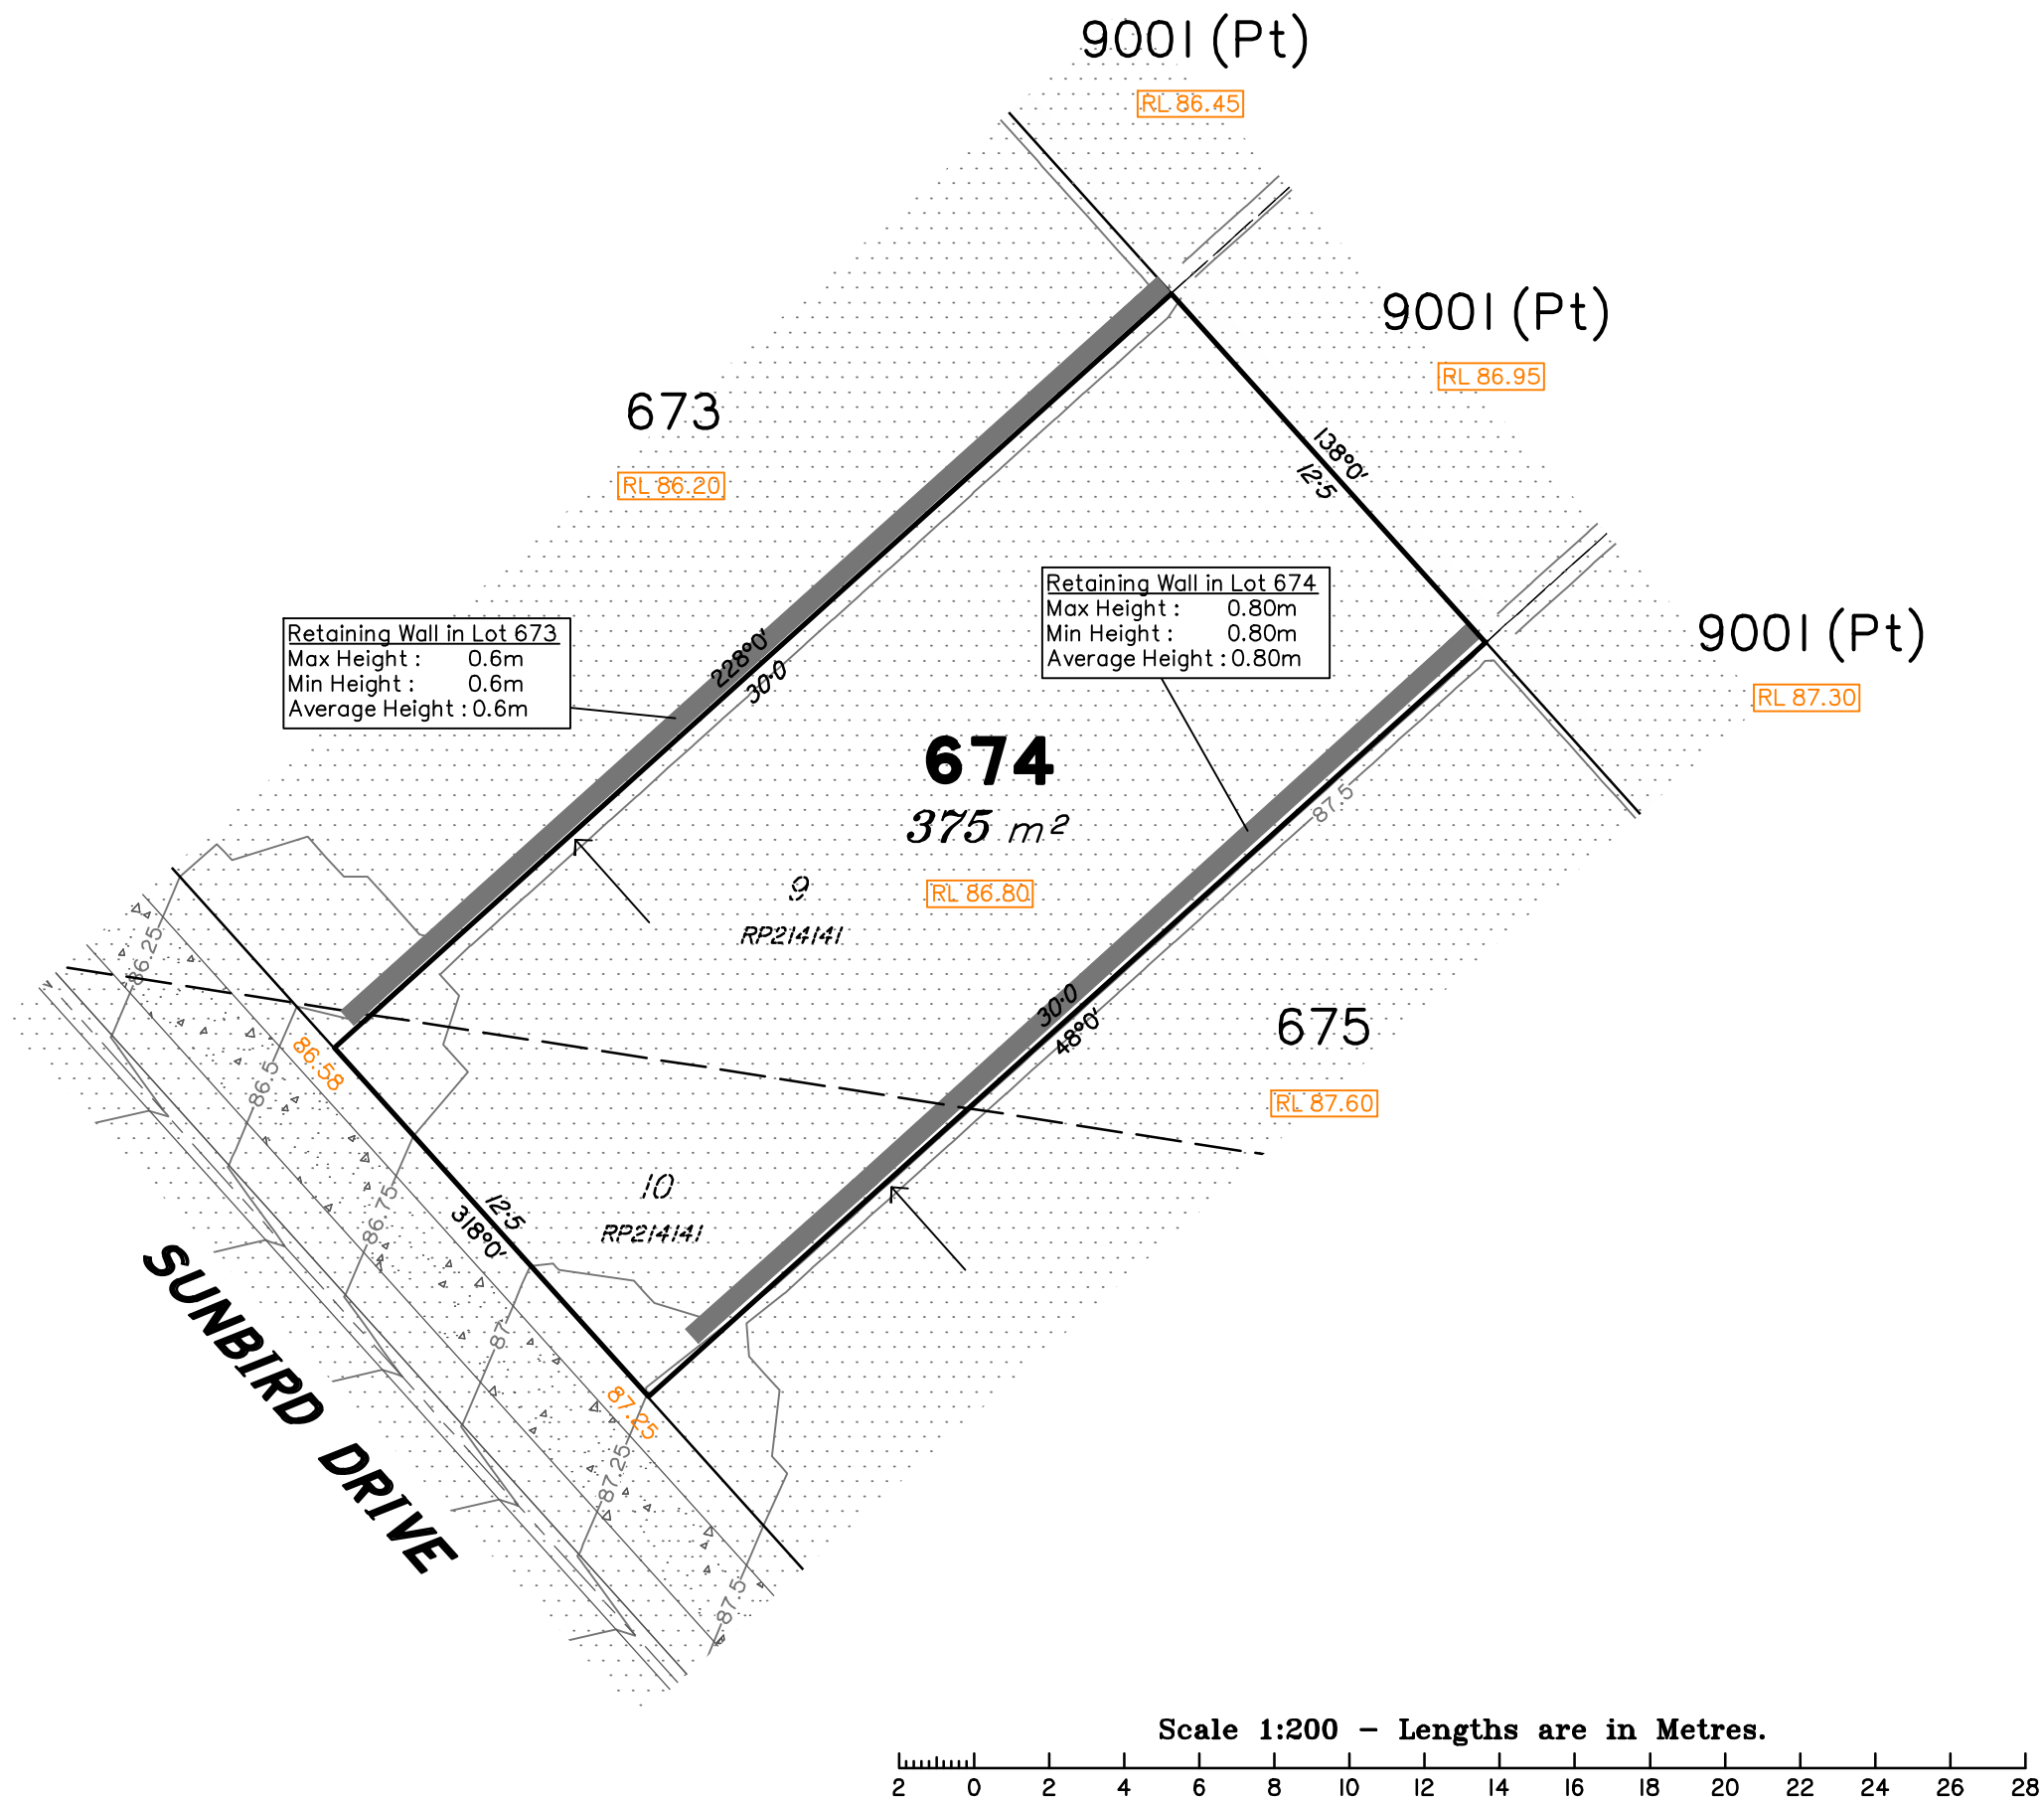 9001 (Pt)
RL 86.45
9001 (Pt)
RL 86.95
673
RL 86.20
138°0'
12·5
Retaining Wall in Lot 674
Max Height : 0.80m
Min Height : 0.80m
Average Height : 0.80m
Retaining Wall in Lot 673
Max Height : 0.6m
Min Height : 0.6m
Average Height : 0.6m
228°0'
30·0
9001 (Pt)
RL 87.30
674
375 m²
RL 86.80
87.5
9
RP214141
86.25
30·0
48°0'
675
RL 87.60
86.58
86.5
10
RP214141
86.75
12·5
318°0'
87
87.25
87.25
87.5
SUNBIRD DRIVE
Scale 1:200 - Lengths are in Metres.
2 0 2 4 6 8 10 12 14 16 18 20 22 24 26 28